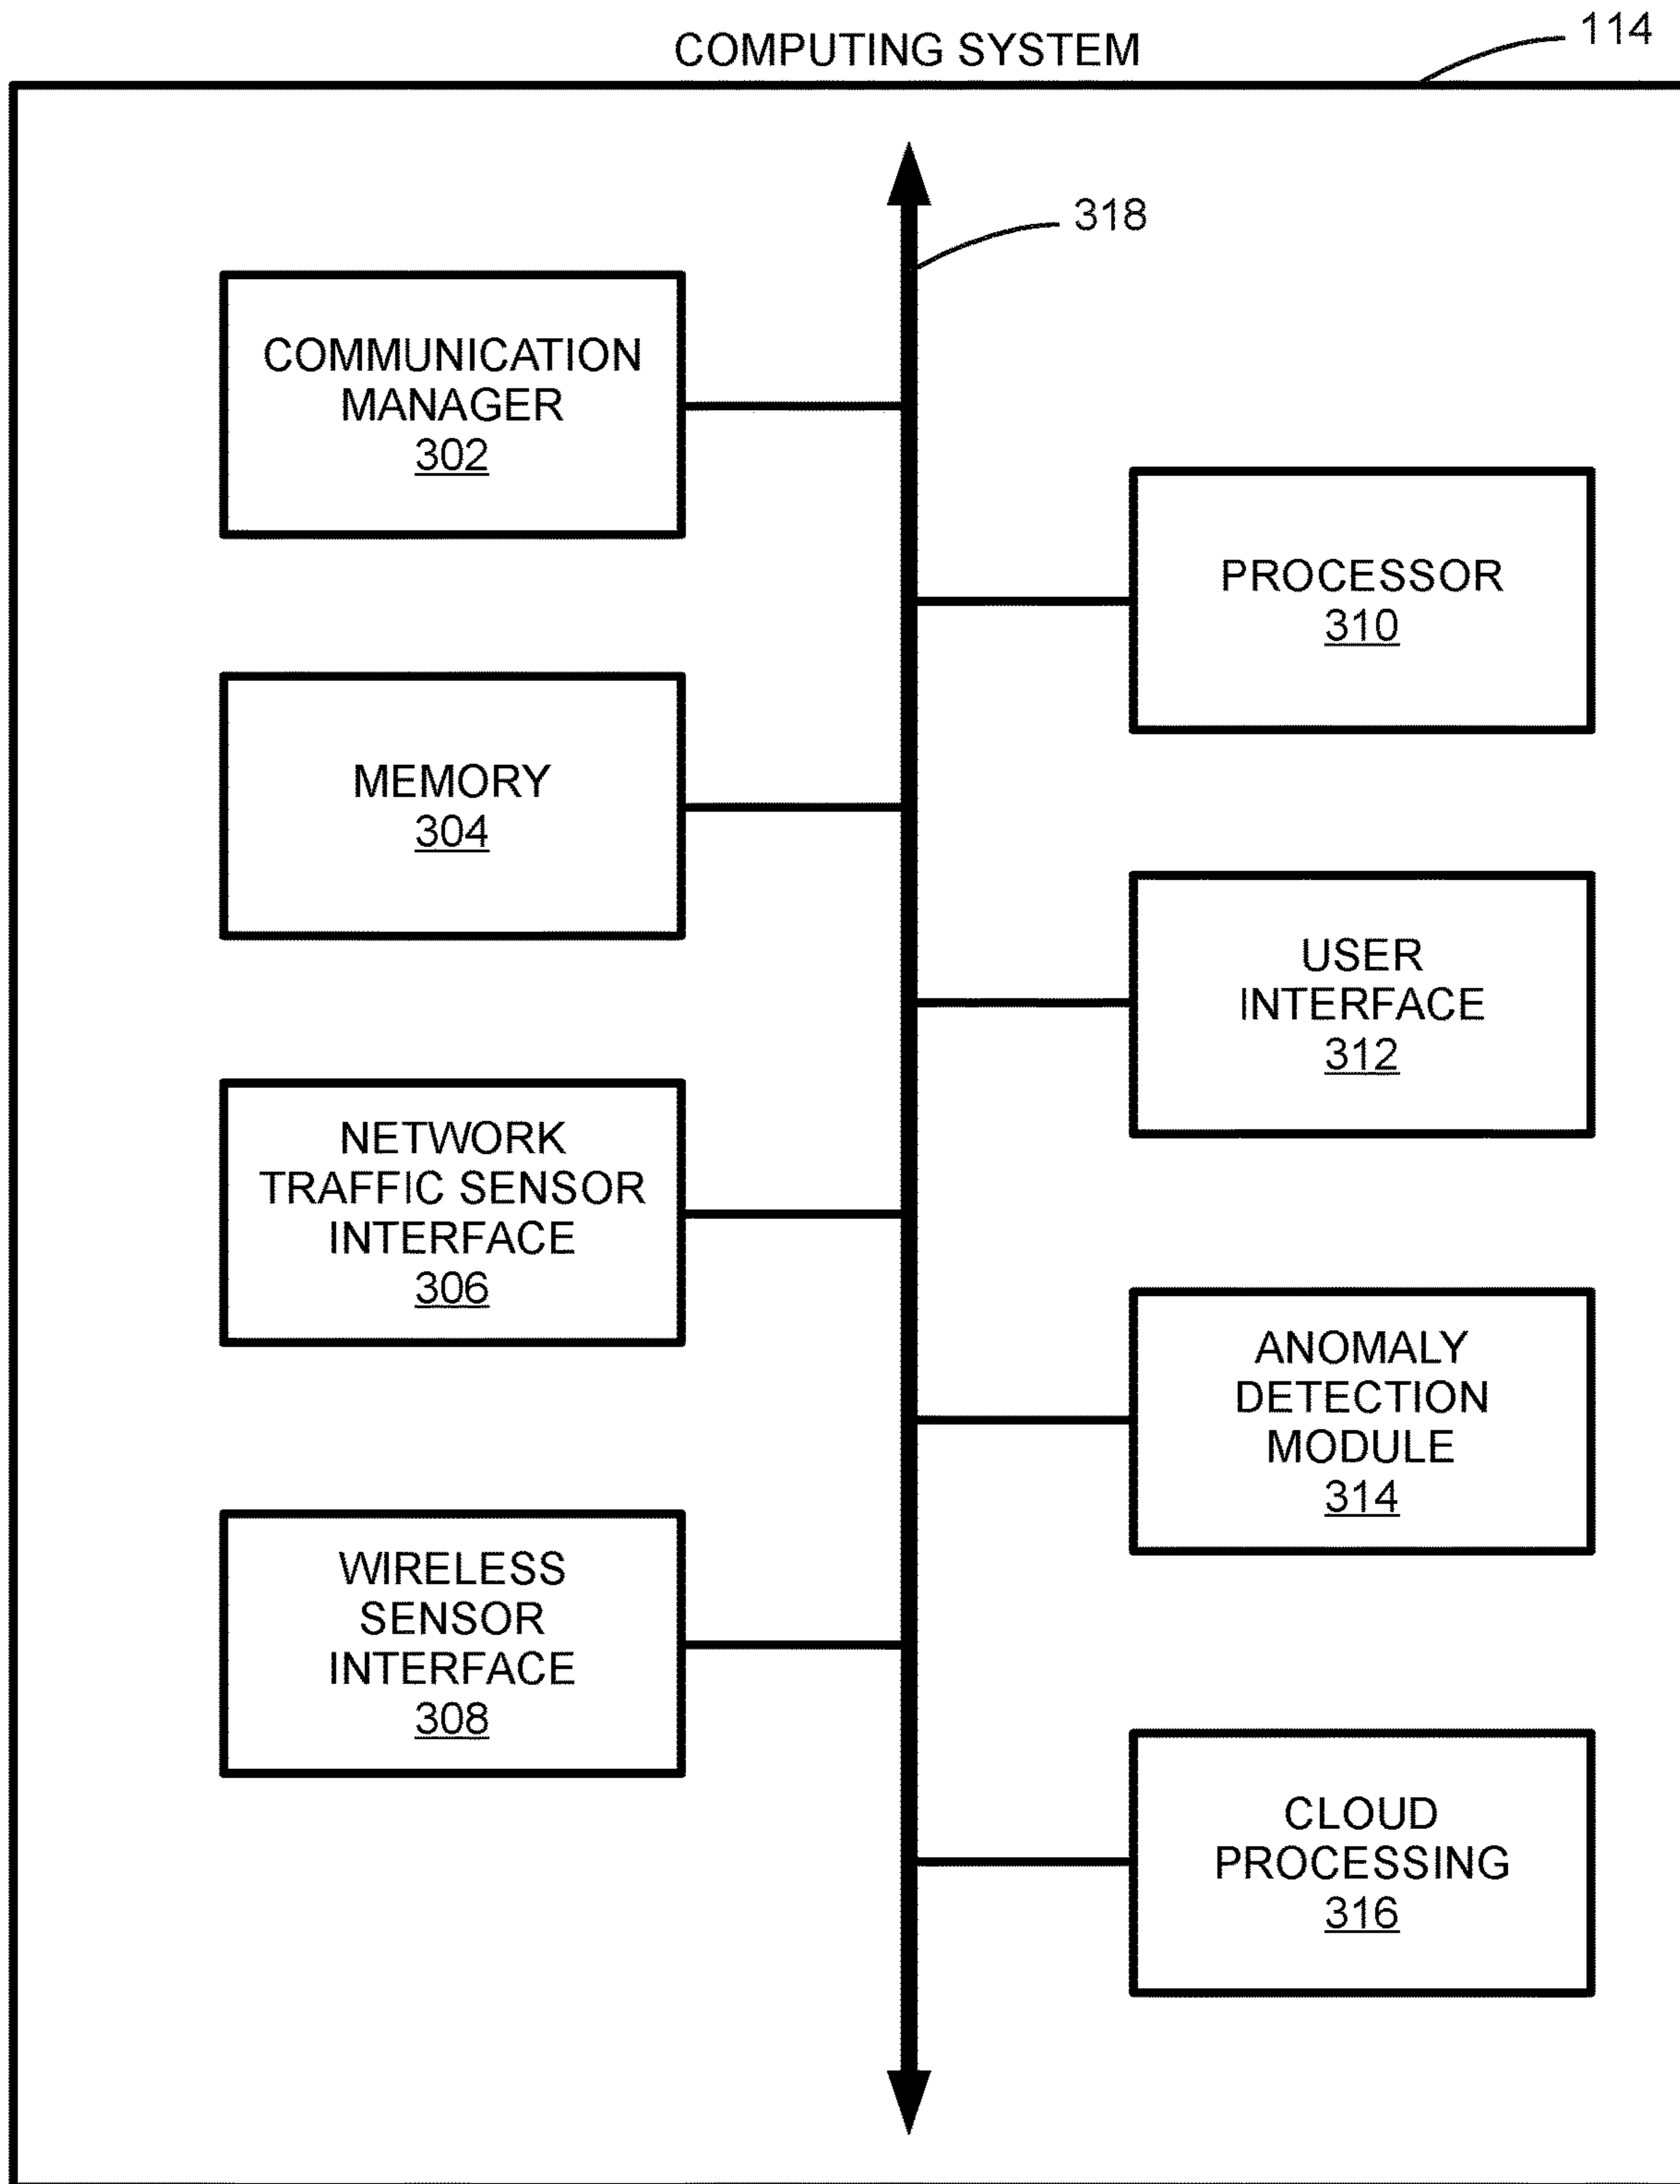 COMPUTING SYSTEM
114
318
COMMUNICATION
MANAGER
302
PROCESSOR
310
MEMORY
304
USER
INTERFACE
312
NETWORK
TRAFFIC SENSOR
INTERFACE
306
ANOMALY
DETECTION
MODULE
314
WIRELESS
SENSOR
INTERFACE
308
CLOUD
PROCESSING
316